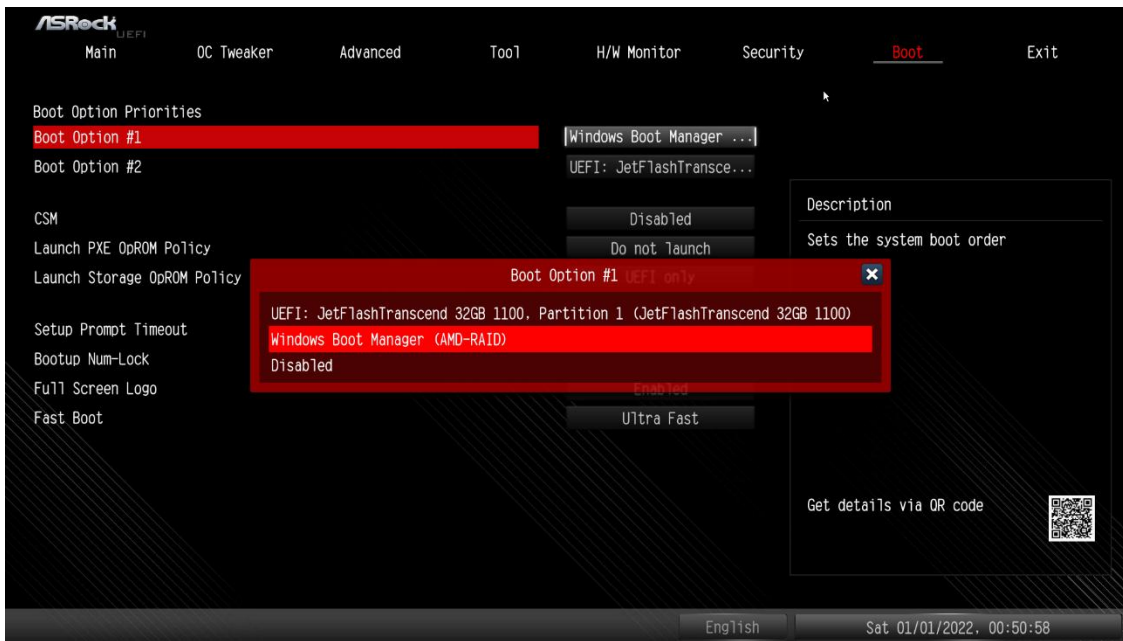 ASRock
UEFI
Main OC Tweaker Advanced Tool H/W Monitor Security Boot Exit
Boot Option Priorities
Boot Option #1 Windows Boot Manager ...
Boot Option #2 UEFI: JetFlashTransce...
CSM Disabled
Launch PXE OpROM Policy Do not launch
Launch Storage OpROM Policy UEFI only
Setup Prompt Timeout
Bootup Num-Lock
Full Screen Logo Enabled
Fast Boot Ultra Fast
Boot Option #1
UEFI: JetFlashTranscend 32GB 1100, Partition 1 (JetFlashTranscend 32GB 1100)
Windows Boot Manager (AMD-RAID)
Disabled
Description
Sets the system boot order
Get details via QR code
English Sat 01/01/2022, 00:50:58